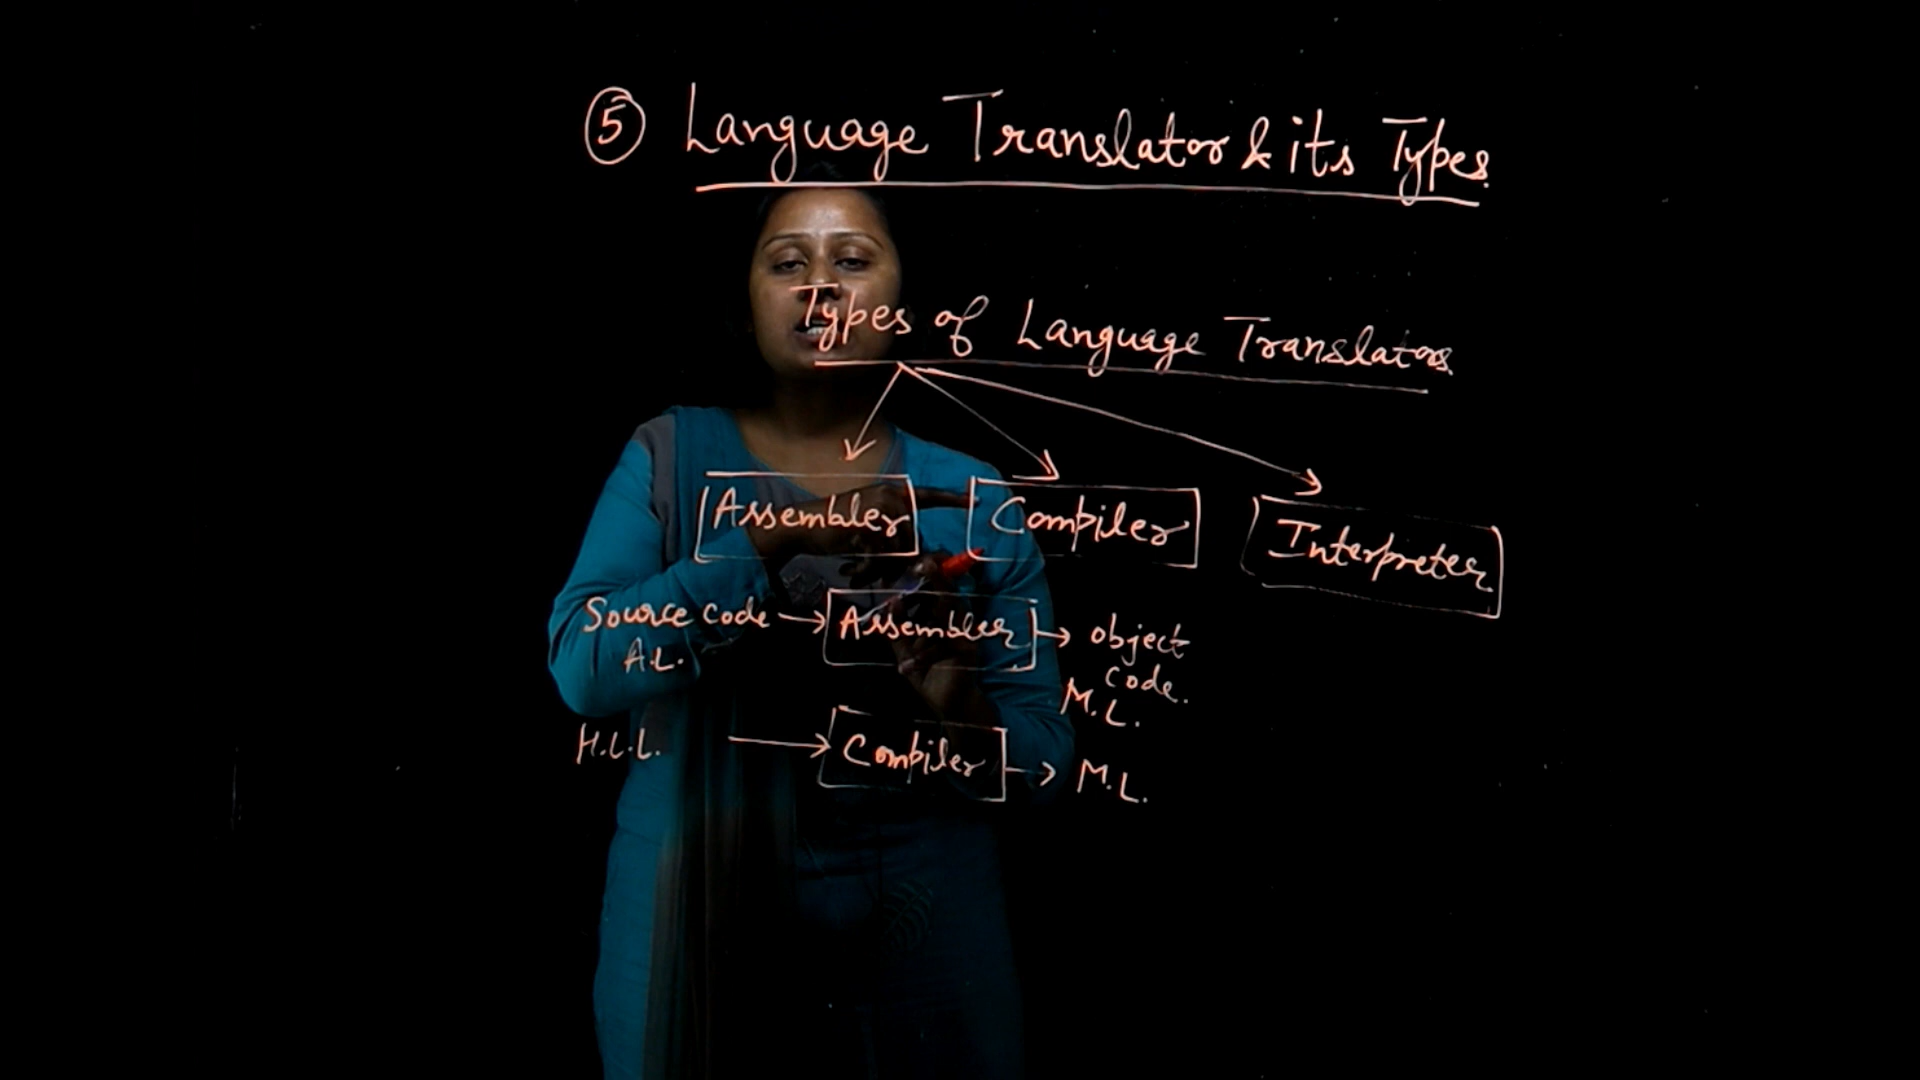 5 Language Translator & its Types.
Types of Language Translators.
Assembler Compiler Interpreter
Source code → Assembler → object code.
A.L. M.L.
H.L.L. → Compiler → M.L.